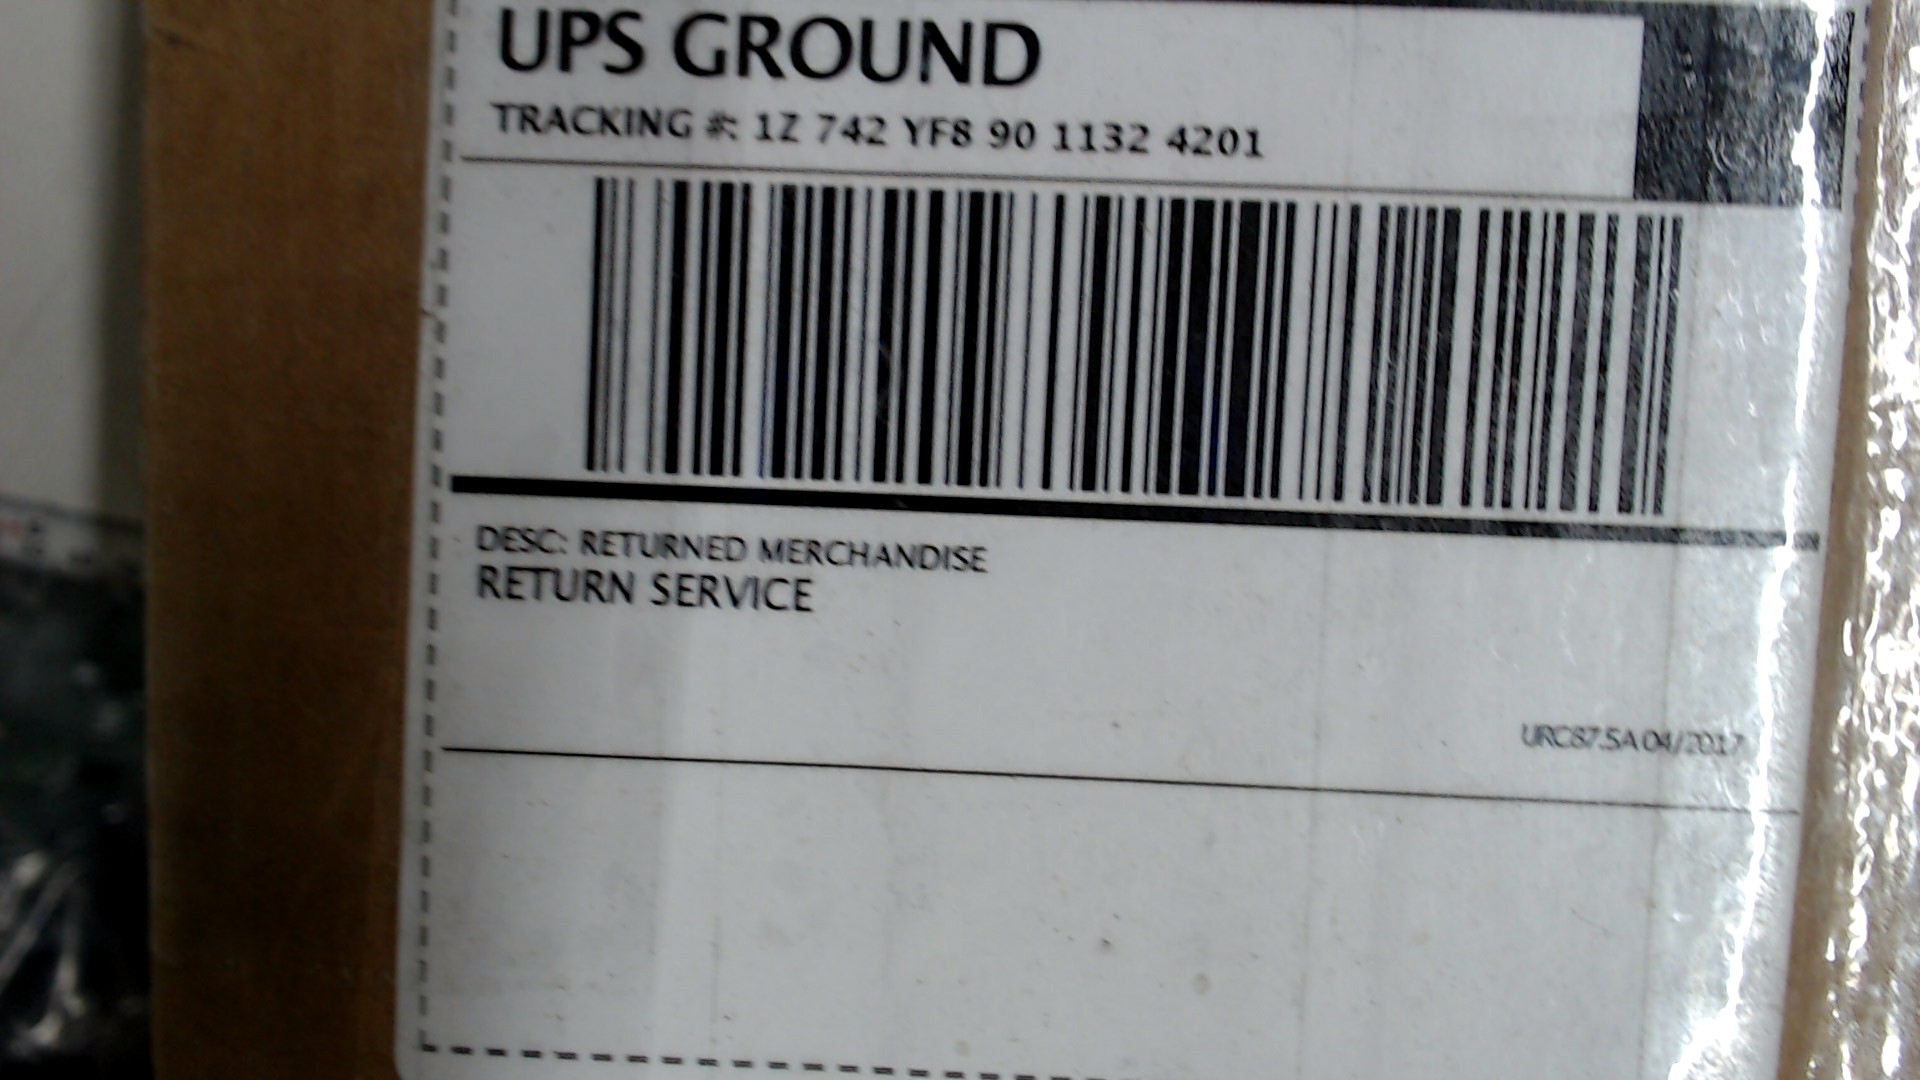 UPS GROUND
TRACKING #: 1Z 742 YF8 90 1132 4201
DESC: RETURNED MERCHANDISE
RETURN SERVICE
URC87.5A 04/2017